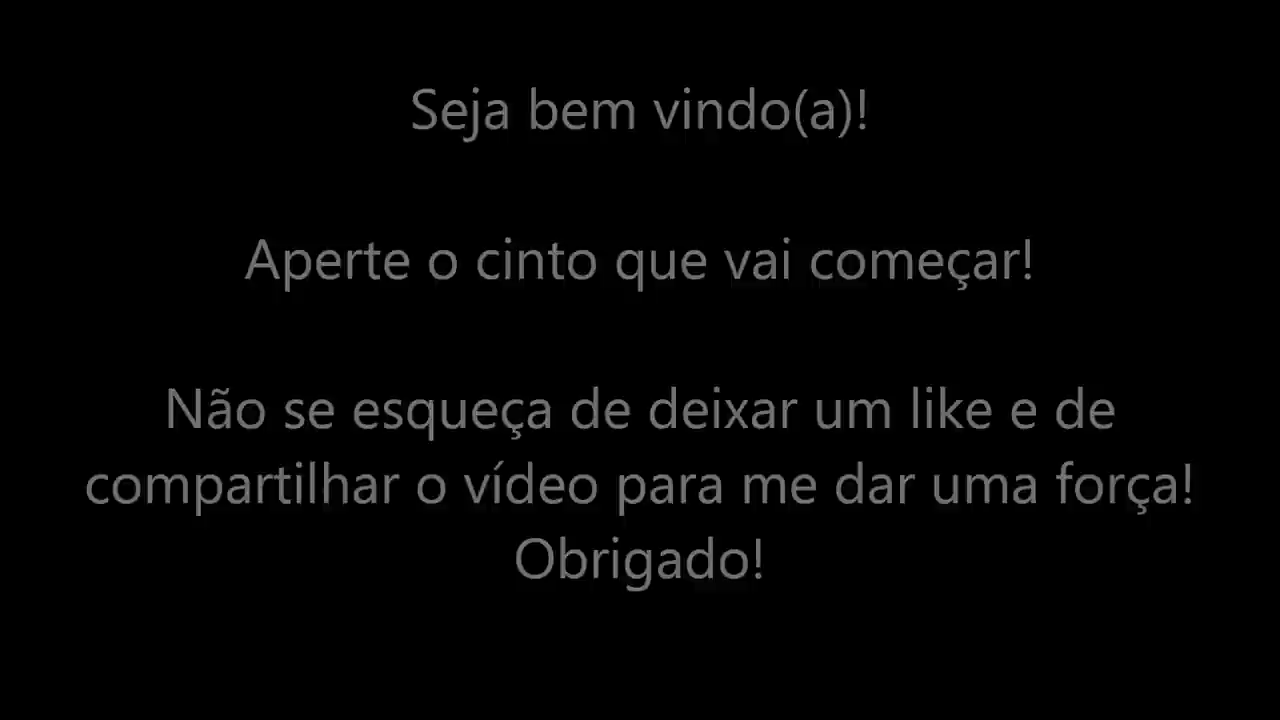 Seja bem vindo(a)!
Aperte o cinto que vai começar!
Não se esqueça de deixar um like e de
compartilhar o vídeo para me dar uma força!
Obrigado!